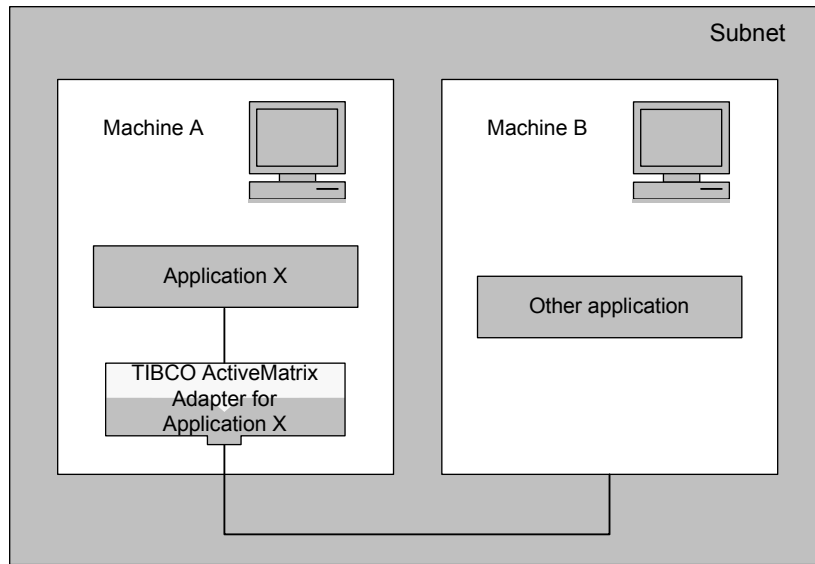 Subnet
Machine A
Machine B
Application X
Other application
TIBCO ActiveMatrix
Adapter for
Application X